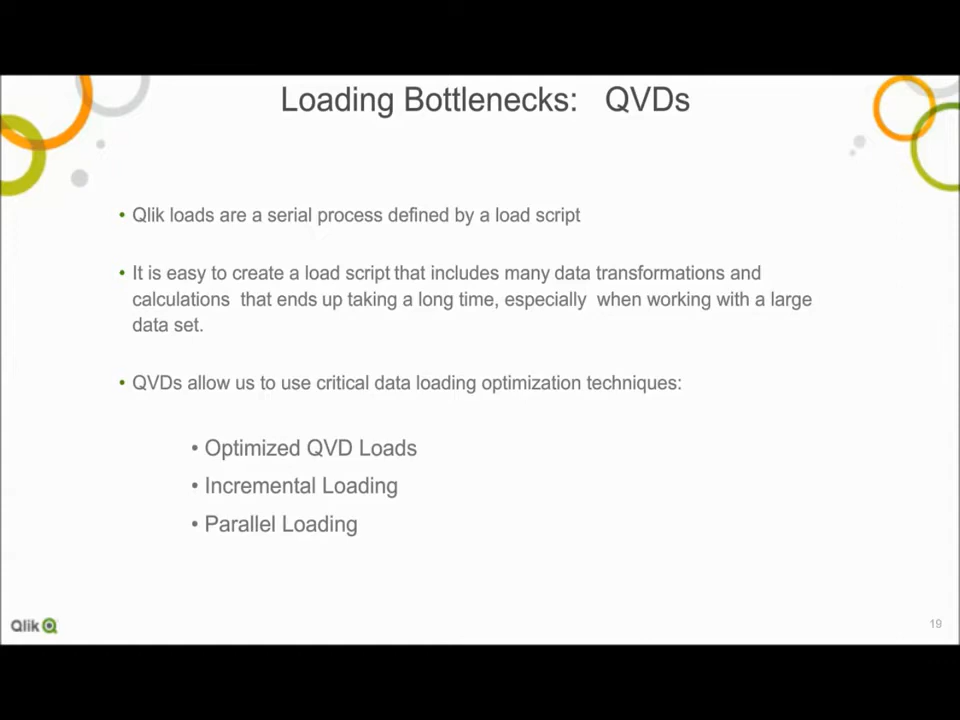 Loading Bottlenecks: QVDs
• Qlik loads are a serial process defined by a load script
• It is easy to create a load script that includes many data transformations and
calculations that ends up taking a long time, especially when working with a large
data set.
• QVDs allow us to use critical data loading optimization techniques:
• Optimized QVD Loads
• Incremental Loading
• Parallel Loading
Qlik
19